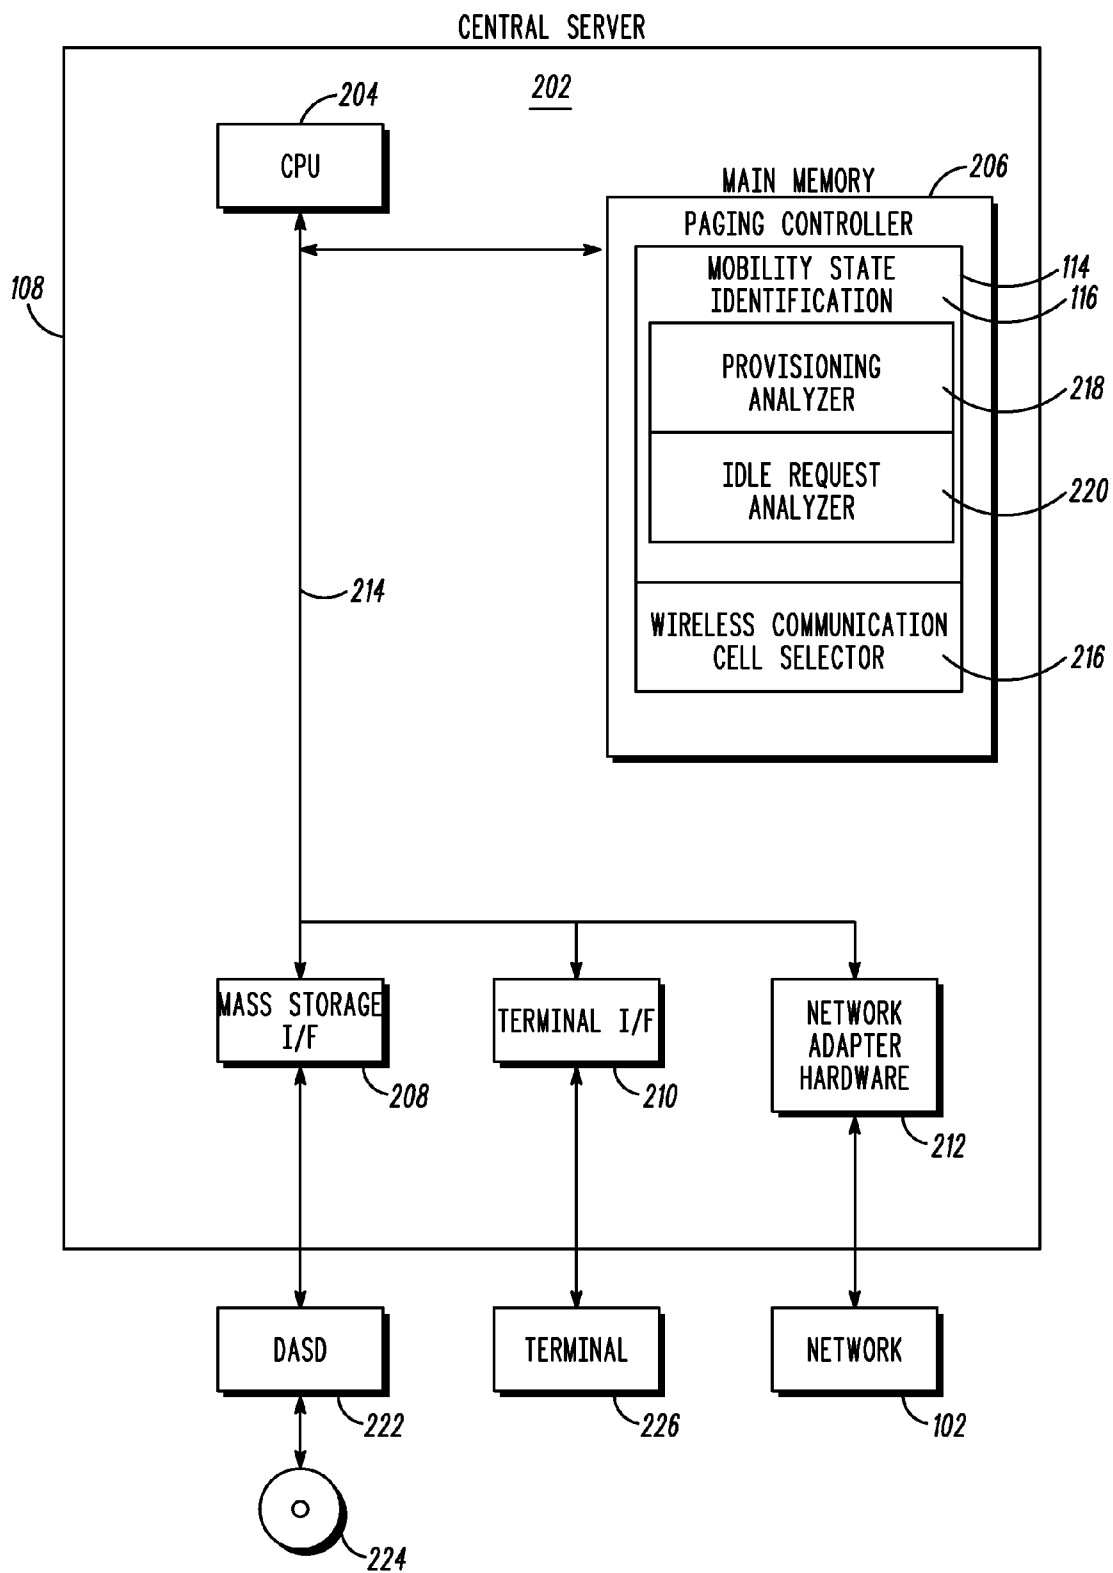 CENTRAL SERVER
202
204
CPU
206
MAIN MEMORY
PAGING CONTROLLER
MOBILITY STATE
IDENTIFICATION
114
116
108
PROVISIONING
ANALYZER
218
IDLE REQUEST
ANALYZER
220
214
WIRELESS COMMUNICATION
CELL SELECTOR
216
MASS STORAGE
I/F
208
TERMINAL I/F
210
NETWORK
ADAPTER
HARDWARE
212
DASD
222
TERMINAL
226
NETWORK
102
224